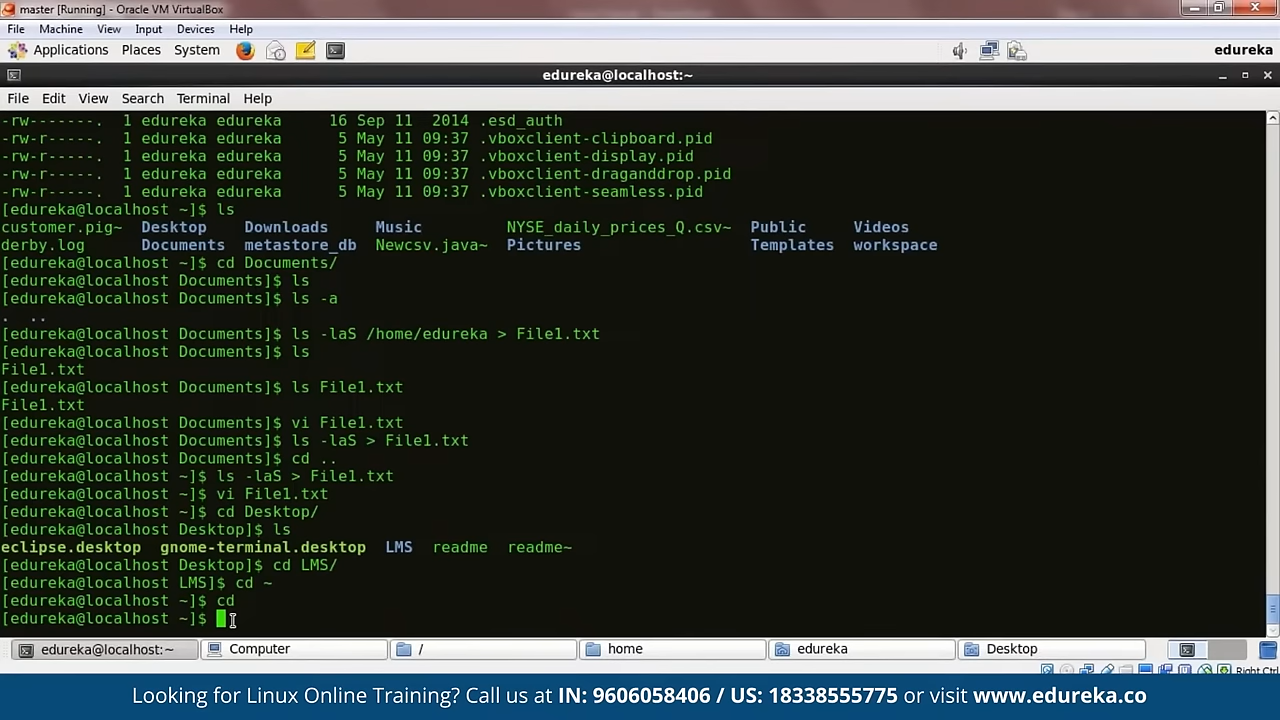 master [Running] - Oracle VM VirtualBox
File Machine View Input Devices Help
Applications Places System edureka
edureka@localhost:~
File Edit View Search Terminal Help
-rw-------. 1 edureka edureka 16 Sep 11 2014 .esd_auth
-rw-r-----. 1 edureka edureka 5 May 11 09:37 .vboxclient-clipboard.pid
-rw-r-----. 1 edureka edureka 5 May 11 09:37 .vboxclient-display.pid
-rw-r-----. 1 edureka edureka 5 May 11 09:37 .vboxclient-draganddrop.pid
-rw-r-----. 1 edureka edureka 5 May 11 09:37 .vboxclient-seamless.pid
[edureka@localhost ~]$ ls
customer.pig~ Desktop Downloads Music NYSE_daily_prices_Q.csv~ Public Videos
derby.log Documents metastore_db Newcsv.java~ Pictures Templates workspace
[edureka@localhost ~]$ cd Documents/
[edureka@localhost Documents]$ ls
[edureka@localhost Documents]$ ls -a
. ..
[edureka@localhost Documents]$ ls -laS /home/edureka > File1.txt
[edureka@localhost Documents]$ ls
File1.txt
[edureka@localhost Documents]$ ls File1.txt
File1.txt
[edureka@localhost Documents]$ vi File1.txt
[edureka@localhost Documents]$ ls -laS > File1.txt
[edureka@localhost Documents]$ cd ..
[edureka@localhost ~]$ ls -laS > File1.txt
[edureka@localhost ~]$ vi File1.txt
[edureka@localhost ~]$ cd Desktop/
[edureka@localhost Desktop]$ ls
eclipse.desktop gnome-terminal.desktop LMS readme readme~
[edureka@localhost Desktop]$ cd LMS/
[edureka@localhost LMS]$ cd ~
[edureka@localhost ~]$ cd
[edureka@localhost ~]$
edureka@localhost:~ Computer / home edureka Desktop
Right Ctrl
Looking for Linux Online Training? Call us at IN: 9606058406 / US: 18338555775 or visit www.edureka.co